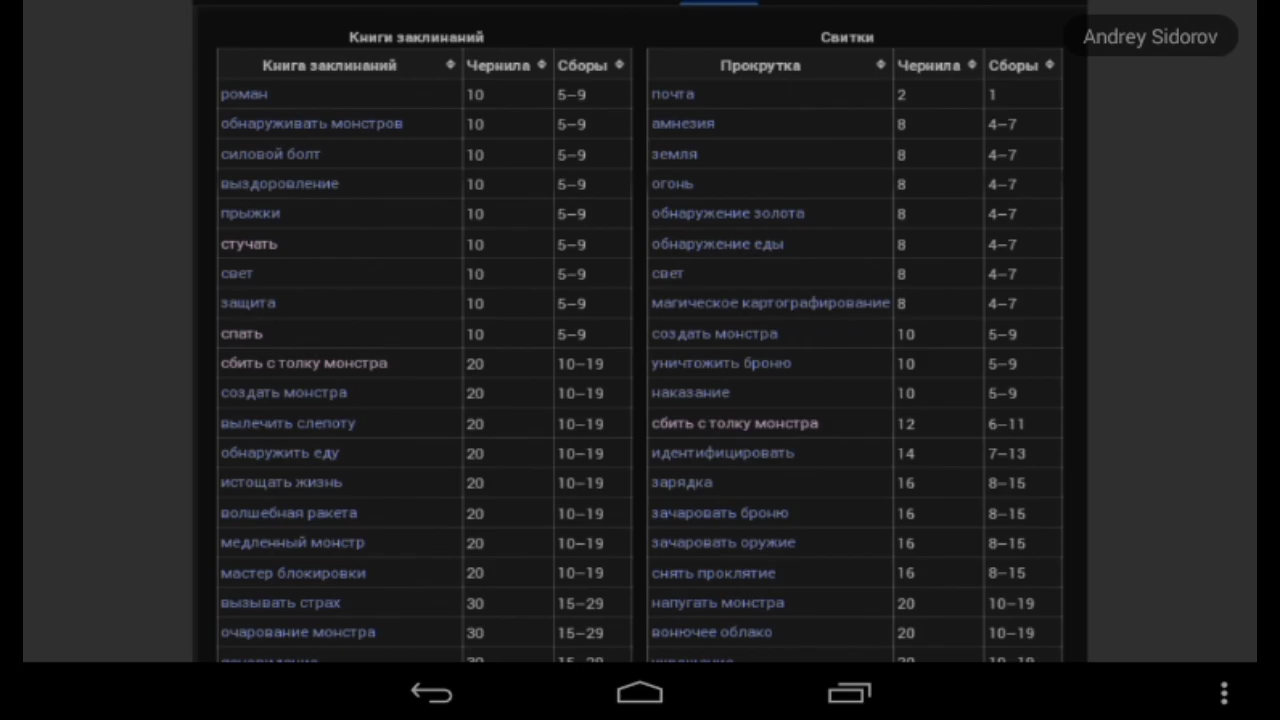 Andrey Sidorov
Книги заклинаний
Книга заклинаний Чернила Сборы
роман 10 5–9
обнаруживать монстров 10 5–9
силовой болт 10 5–9
выздоровление 10 5–9
прыжки 10 5–9
стучать 10 5–9
свет 10 5–9
защита 10 5–9
спать 10 5–9
сбить с толку монстра 20 10–19
создать монстра 20 10–19
вылечить слепоту 20 10–19
обнаружить еду 20 10–19
истощать жизнь 20 10–19
волшебная ракета 20 10–19
медленный монстр 20 10–19
мастер блокировки 20 10–19
вызывать страх 30 15–29
очарование монстра 30 15–29
Свитки
Прокрутка Чернила Сборы
почта 2 1
амнезия 8 4–7
земля 8 4–7
огонь 8 4–7
обнаружение золота 8 4–7
обнаружение еды 8 4–7
свет 8 4–7
магическое картографирование 8 4–7
создать монстра 10 5–9
уничтожить броню 10 5–9
наказание 10 5–9
сбить с толку монстра 12 6–11
идентифицировать 14 7–13
зарядка 16 8–15
зачаровать броню 16 8–15
зачаровать оружие 16 8–15
снять проклятие 16 8–15
напугать монстра 20 10–19
вонючее облако 20 10–19